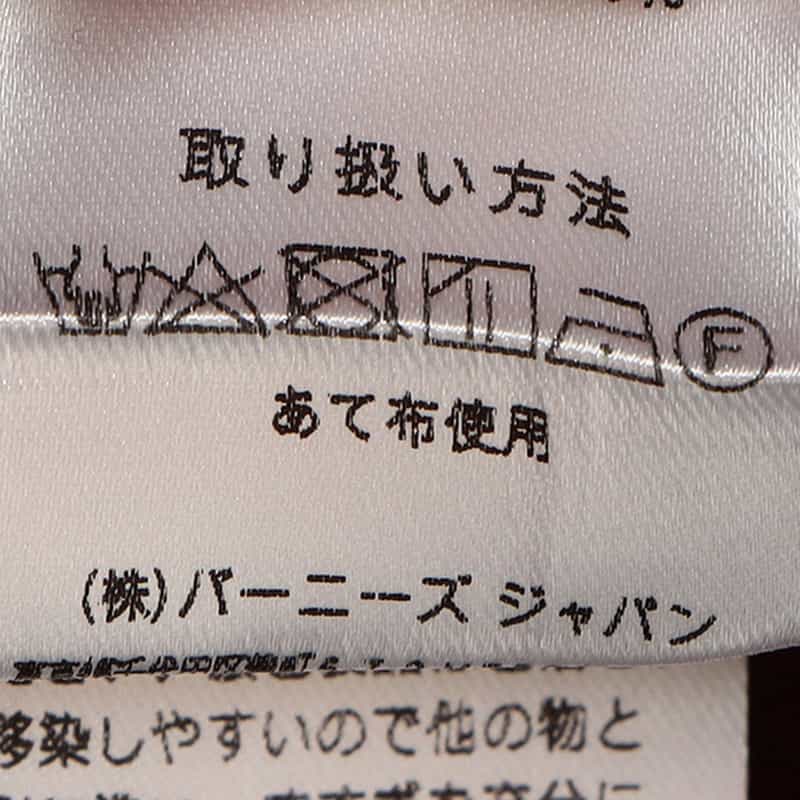 取り扱い方法
F
あて布使用
(株)バーニーズ ジャパン
移染しやすいので他の物と